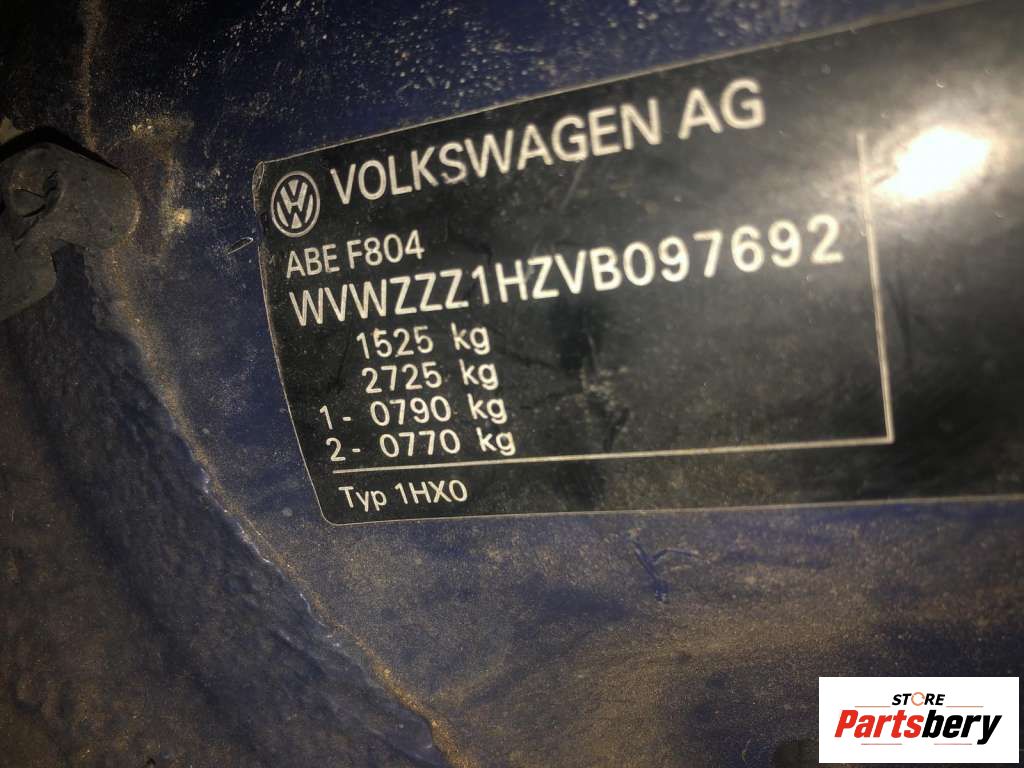 VOLKSWAGEN AG
ABE F804
WVWZZZ1HZVB097692
1525 kg
2725 kg
1- 0790 kg
2- 0770 kg
Typ 1HX0
STORE
Partsbery